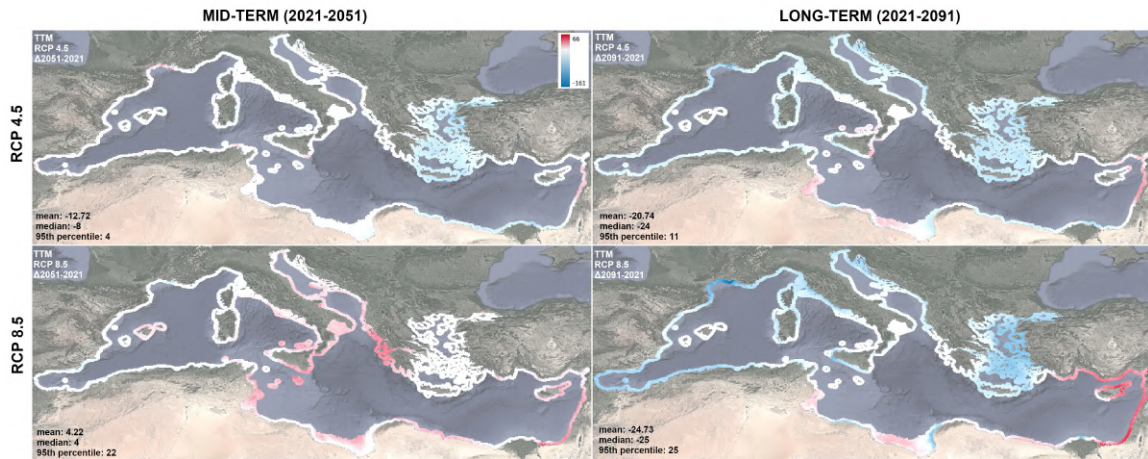 MID-TERM (2021-2051)
LONG-TERM (2021-2091)
RCP 4.5
TTM
RCP 4.5
Δ2051-2021
66
-161
mean: -12.72
median: -8
95th percentile: 4
TTM
RCP 4.5
Δ2091-2021
mean: -20.74
median: -24
95th percentile: 11
RCP 8.5
TTM
RCP 8.5
Δ2051-2021
mean: 4.22
median: 4
95th percentile: 22
TTM
RCP 8.5
Δ2091-2021
mean: -24.73
median: -25
95th percentile: 25